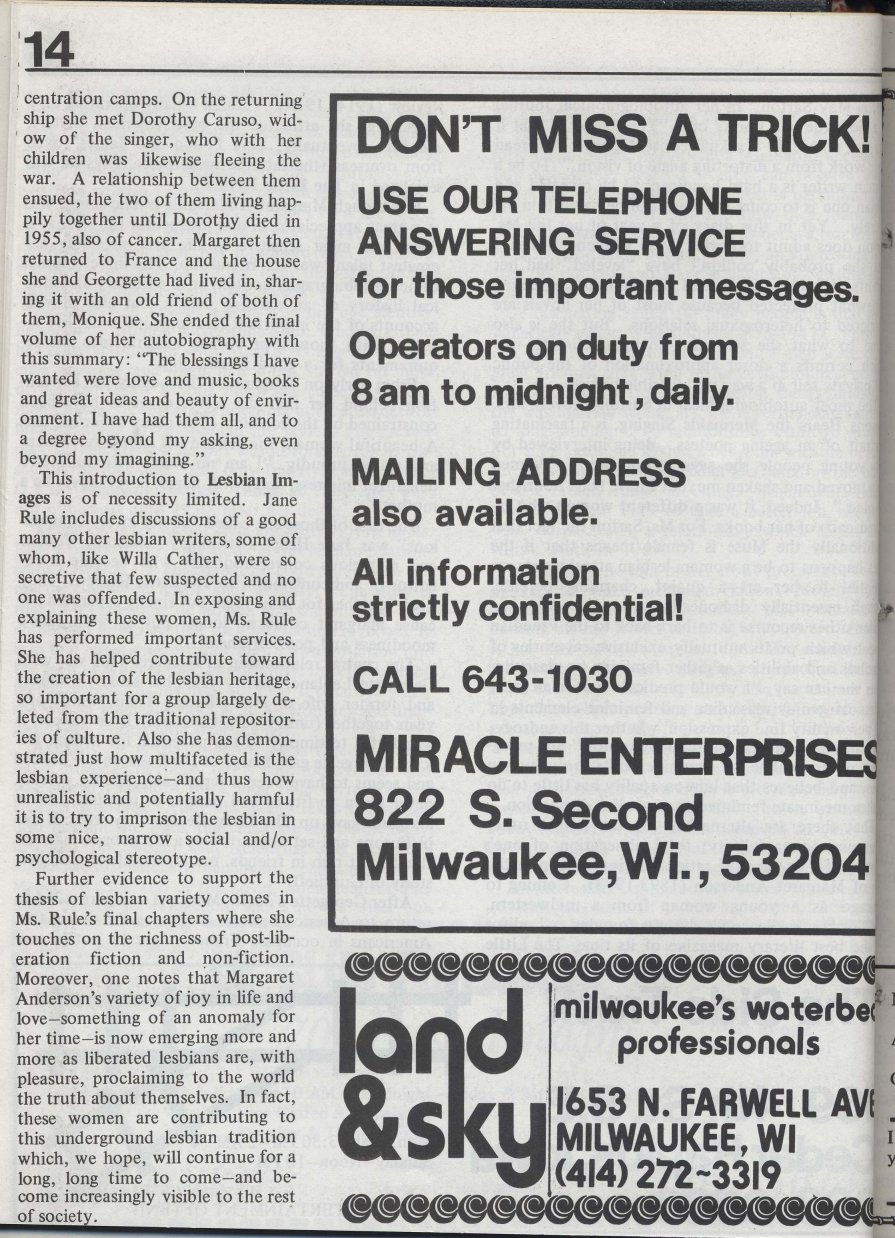 14
centration camps. On the returning
ship she met Dorothy Caruso, wid-
ow of the singer, who with her
children was likewise fleeing the
war. A relationship between them
ensued, the two of them living hap-
pily together until Dorothy died in
1955, also of cancer. Margaret then
returned to France and the house
she and Georgette had lived in, shar-
ing it with an old friend of both of
them, Monique. She ended the final
volume of her autobiography with
this summary: “The blessings I have
wanted were love and music, books
and great ideas and beauty of envir-
onment. I have had them all, and to
a degree beyond my asking, even
beyond my imagining.”
This introduction to Lesbian Im-
ages is of necessity limited. Jane
Rule includes discussions of a good
many other lesbian writers, some of
whom, like Willa Cather, were so
secretive that few suspected and no
one was offended. In exposing and
explaining these women, Ms. Rule
has performed important services.
She has helped contribute toward
the creation of the lesbian heritage,
so important for a group largely de-
leted from the traditional repositor-
ies of culture. Also she has demon-
strated just how multifaceted is the
lesbian experience—and thus how
unrealistic and potentially harmful
it is to try to imprison the lesbian in
some nice, narrow social and/or
psychological stereotype.
Further evidence to support the
thesis of lesbian variety comes in
Ms. Rule's final chapters where she
touches on the richness of post-lib-
eration fiction and non-fiction.
Moreover, one notes that Margaret
Anderson's variety of joy in life and
love—something of an anomaly for
her time—is now emerging more and
more as liberated lesbians are, with
pleasure, proclaiming to the world
the truth about themselves. In fact,
these women are contributing to
this underground lesbian tradition
which, we hope, will continue for a
long, long time to come—and be-
come increasingly visible to the rest
of society.
DON'T MISS A TRICK!
USE OUR TELEPHONE
ANSWERING SERVICE
for those important messages.
Operators on duty from
8 am to midnight, daily.
MAILING ADDRESS
also available.
All information
strictly confidential!
CALL 643-1030
MIRACLE ENTERPRISES
822 S. Second
Milwaukee, Wi., 53204
land
&sky
milwaukee's waterbed
professionals
1653 N. FARWELL AVE
MILWAUKEE, WI
(414) 272-3319